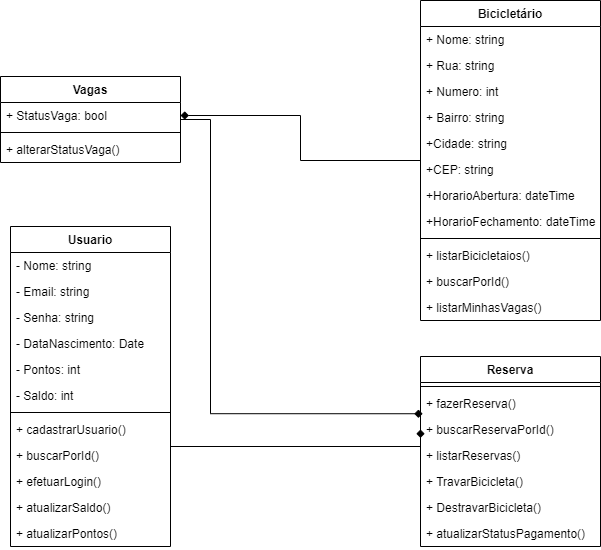 Vagas
+ StatusVaga: bool
+ alterarStatusVaga()
Bicicletário
+ Nome: string
+ Rua: string
+ Numero: int
+ Bairro: string
+Cidade: string
+CEP: string
+HorarioAbertura: dateTime
+HorarioFechamento: dateTime
+ listarBicicletaios()
+ buscarPorId()
+ listarMinhasVagas()
Usuario
- Nome: string
- Email: string
- Senha: string
- DataNascimento: Date
- Pontos: int
- Saldo: int
+ cadastrarUsuario()
+ buscarPorId()
+ efetuarLogin()
+ atualizarSaldo()
+ atualizarPontos()
Reserva
+ fazerReserva()
+ buscarReservaPorId()
+ listarReservas()
+ TravarBicicleta()
+ DestravarBicicleta()
+ atualizarStatusPagamento()